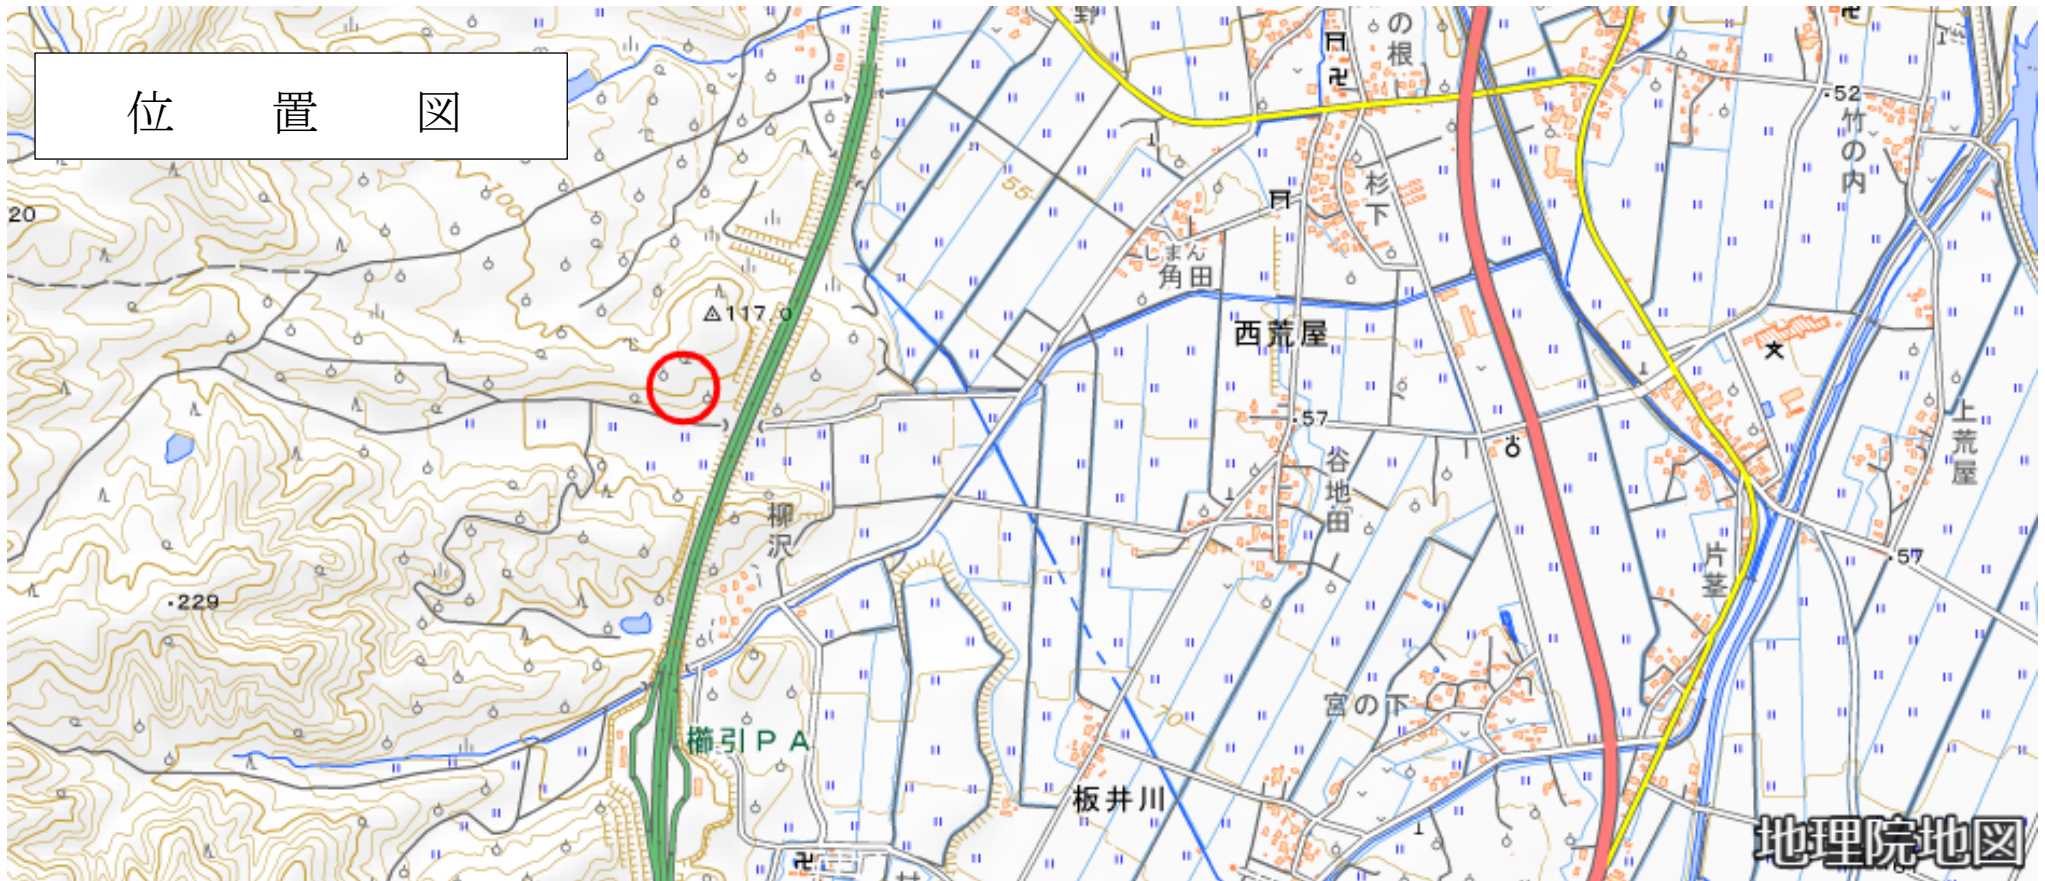 位置図
野
の根
・52
竹の内
20
100
55
杉下
しまん
角田
117.0
西荒屋
57
上荒屋
谷地田
柳沢
57
片茎
・229
70
宮の下
櫛引PA
板井川
地理院地図